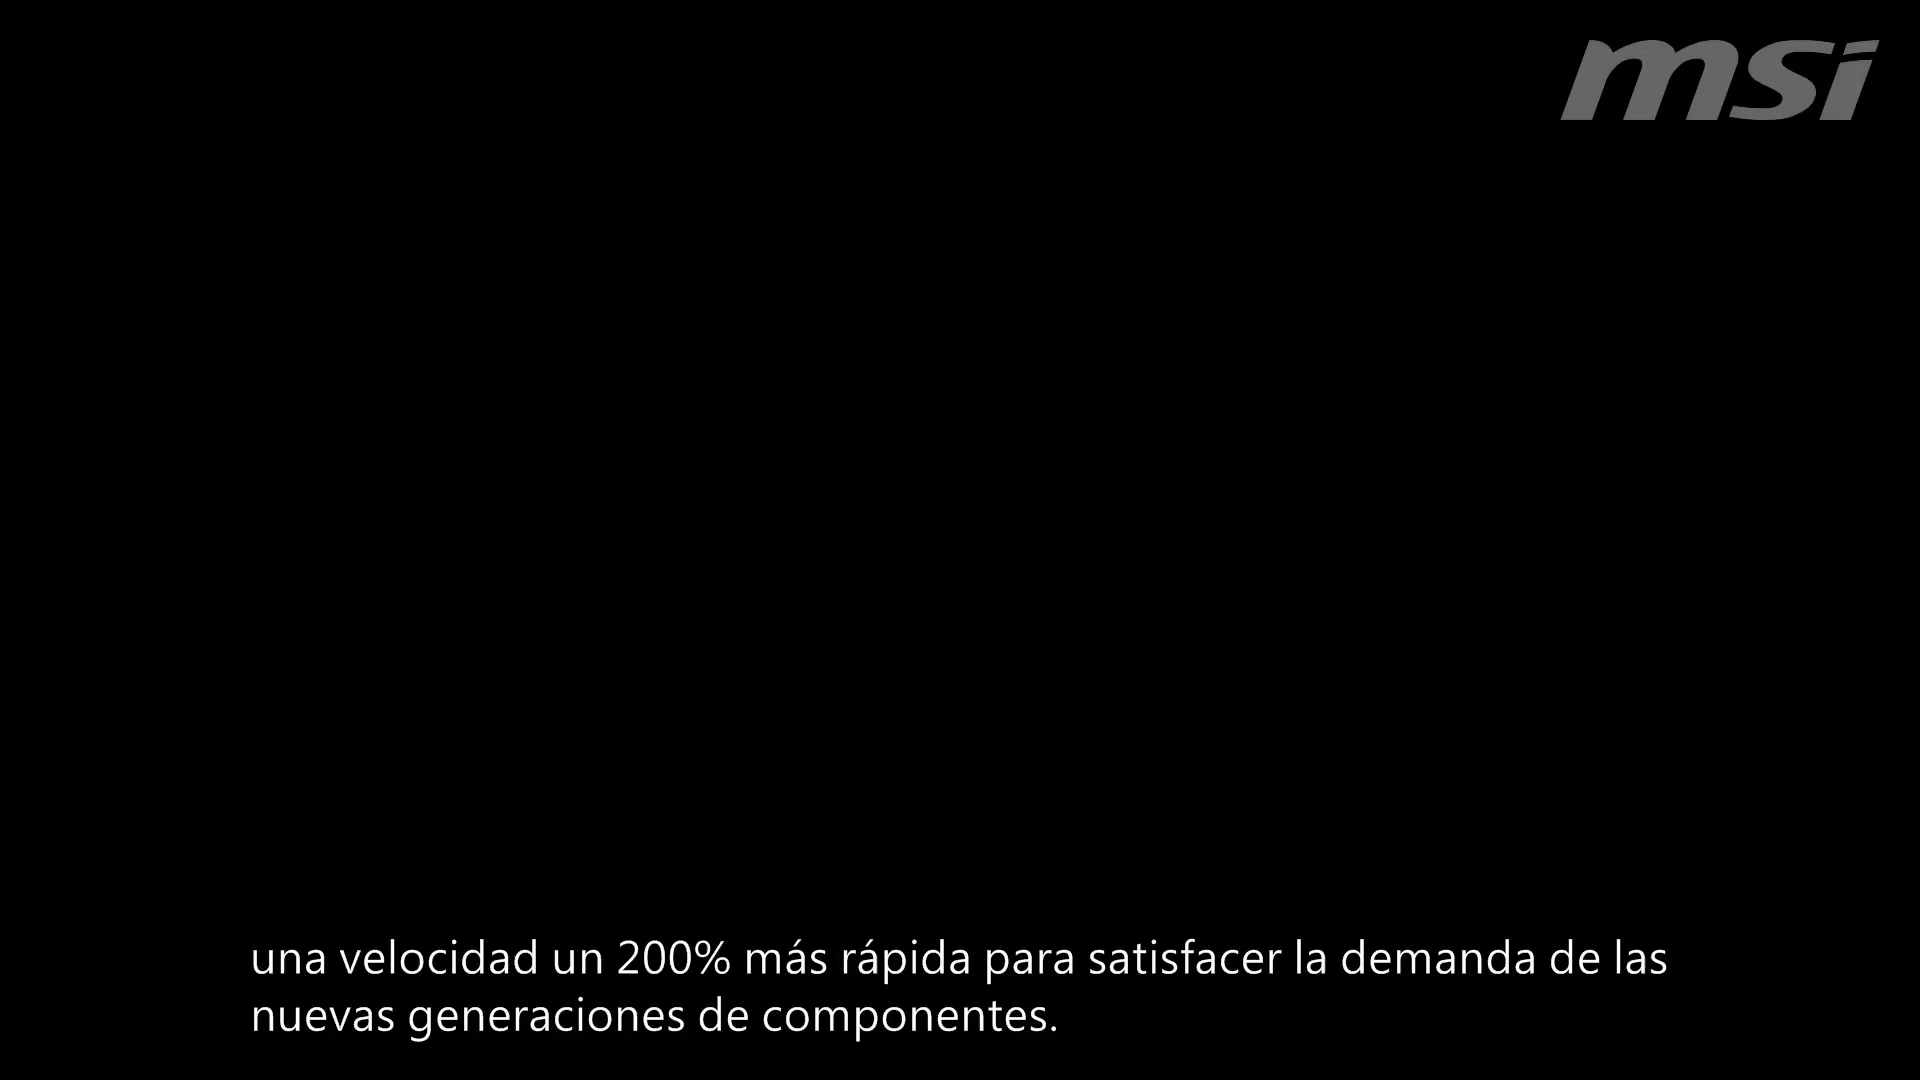 msi
una velocidad un 200% más rápida para satisfacer la demanda de las
nuevas generaciones de componentes.